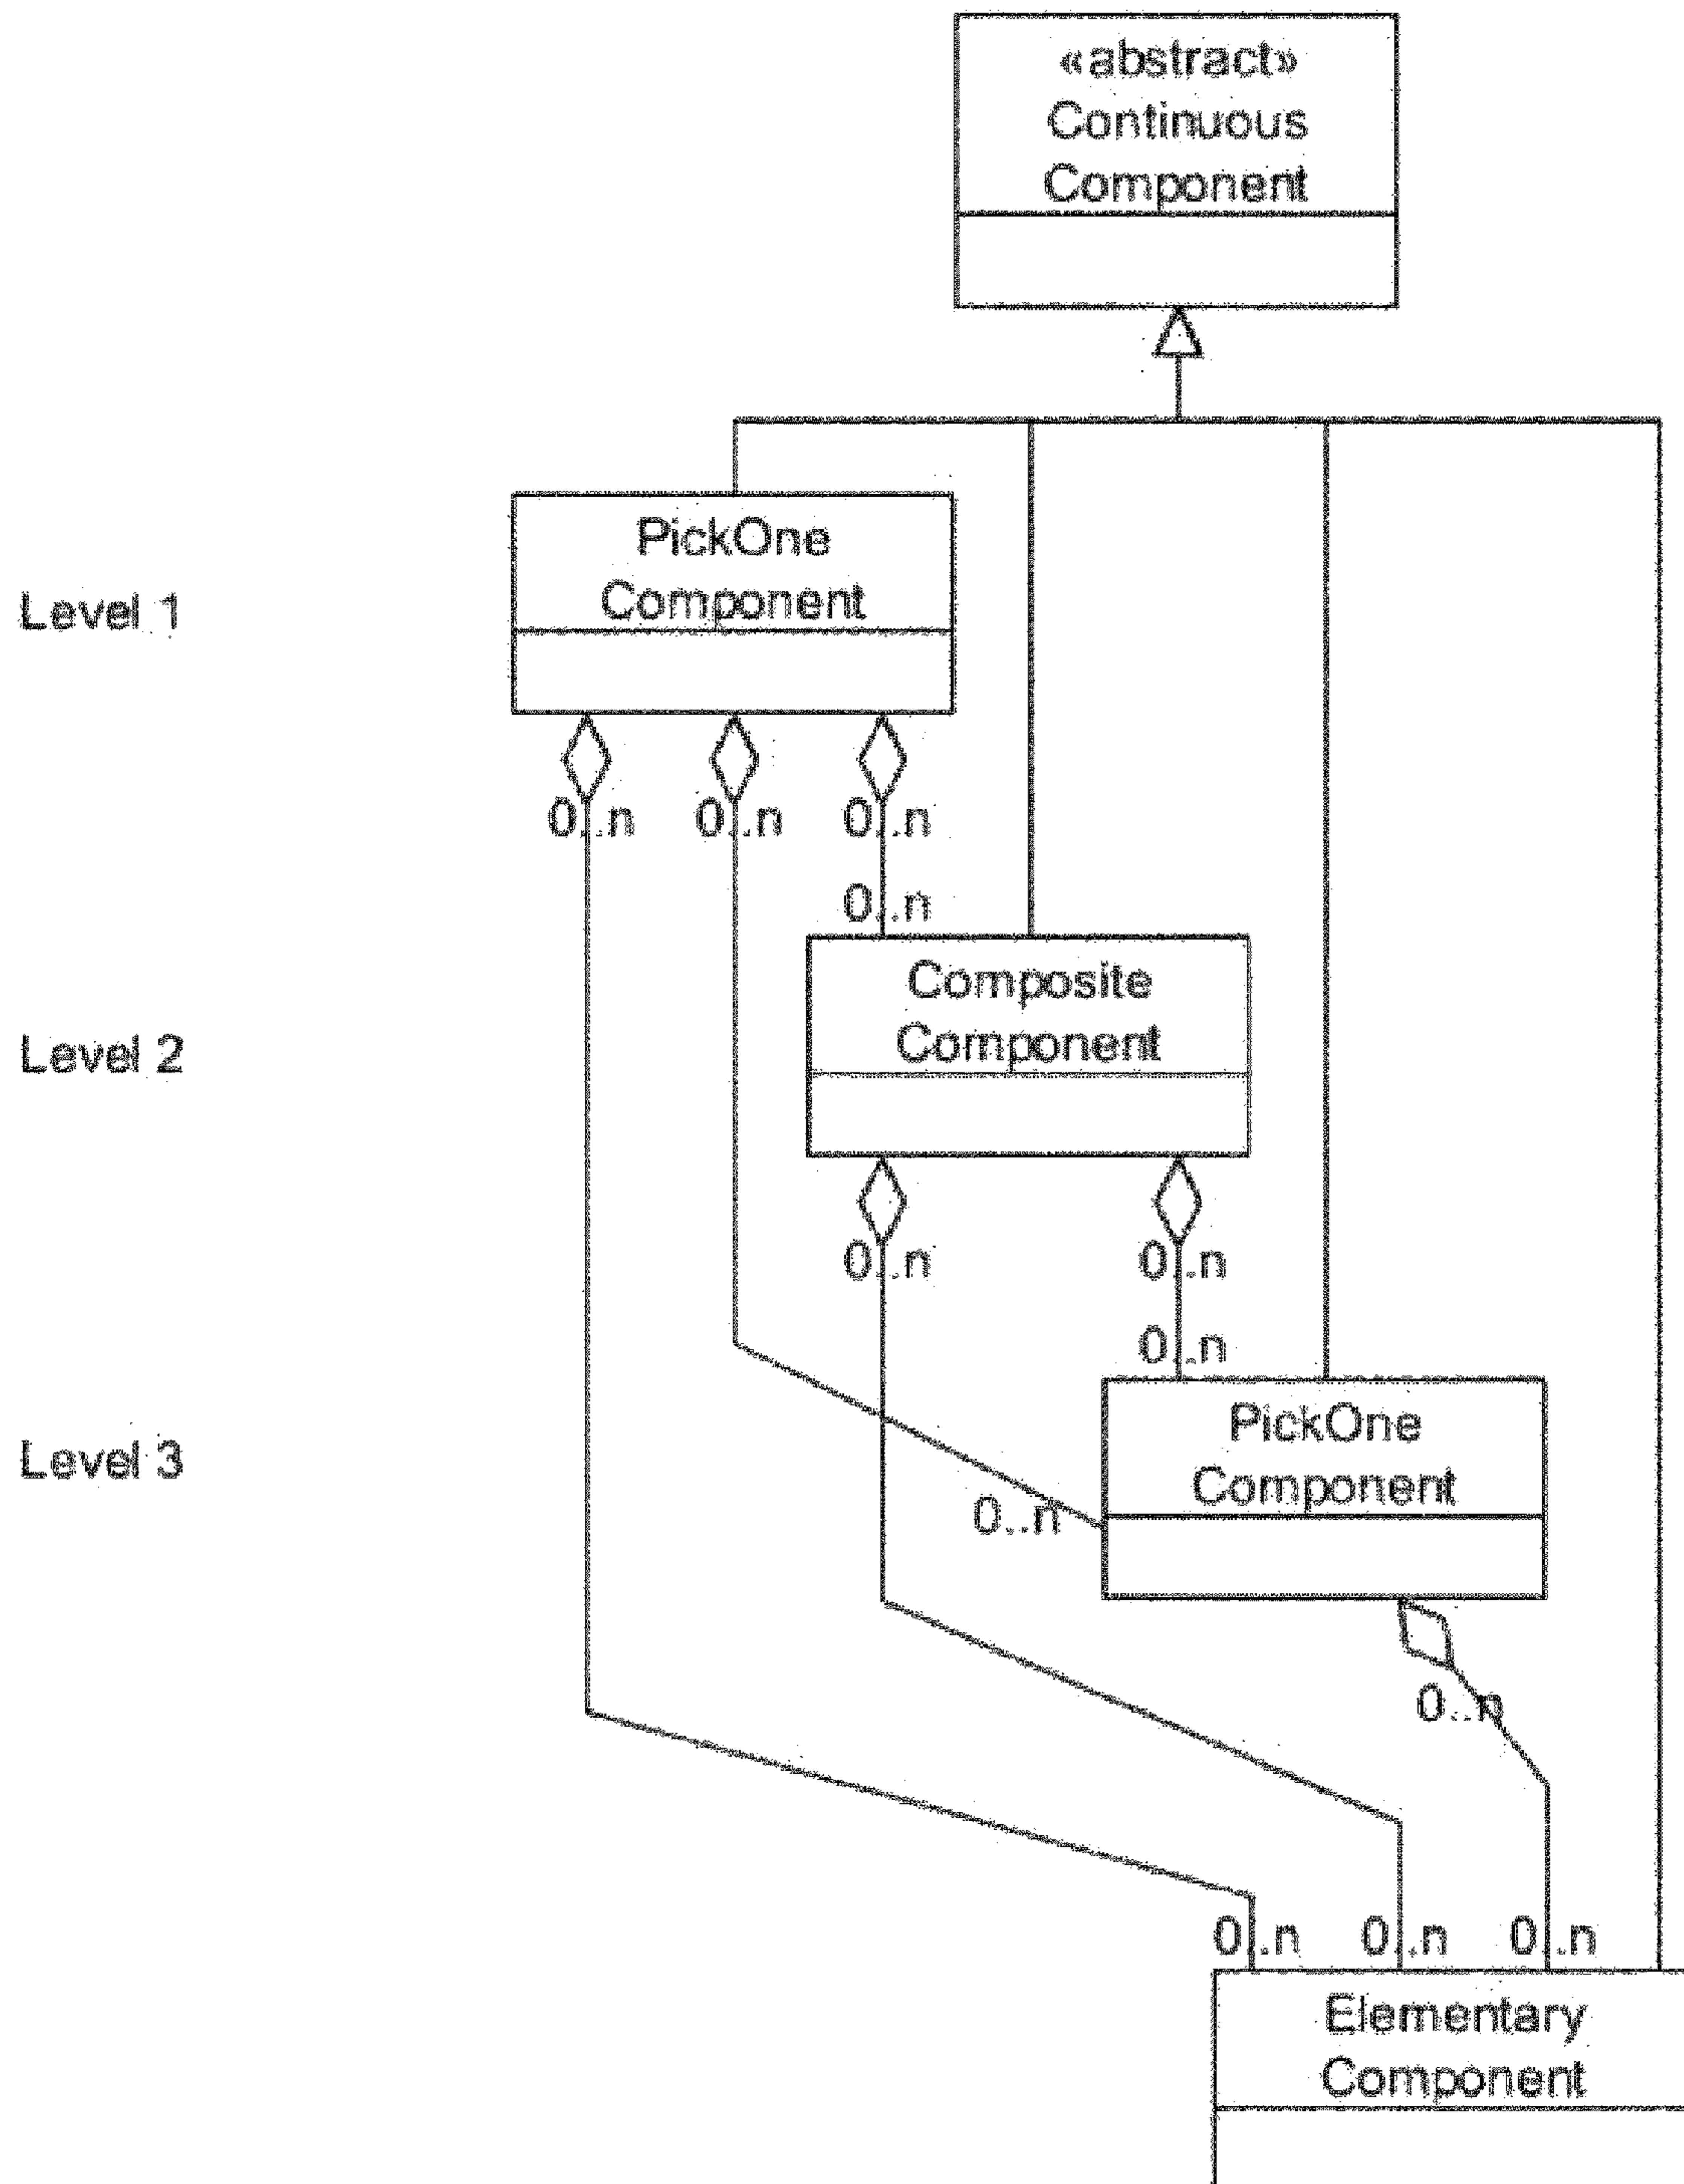 «abstract»
Continuous
Component
PickOne
Component
Level 1
0..n
0..n
0..n
0..n
Composite
Component
Level 2
0..n
0..n
0..n
PickOne
Component
Level 3
0..n
0..n
0..n
0..n
0..n
Elementary
Component